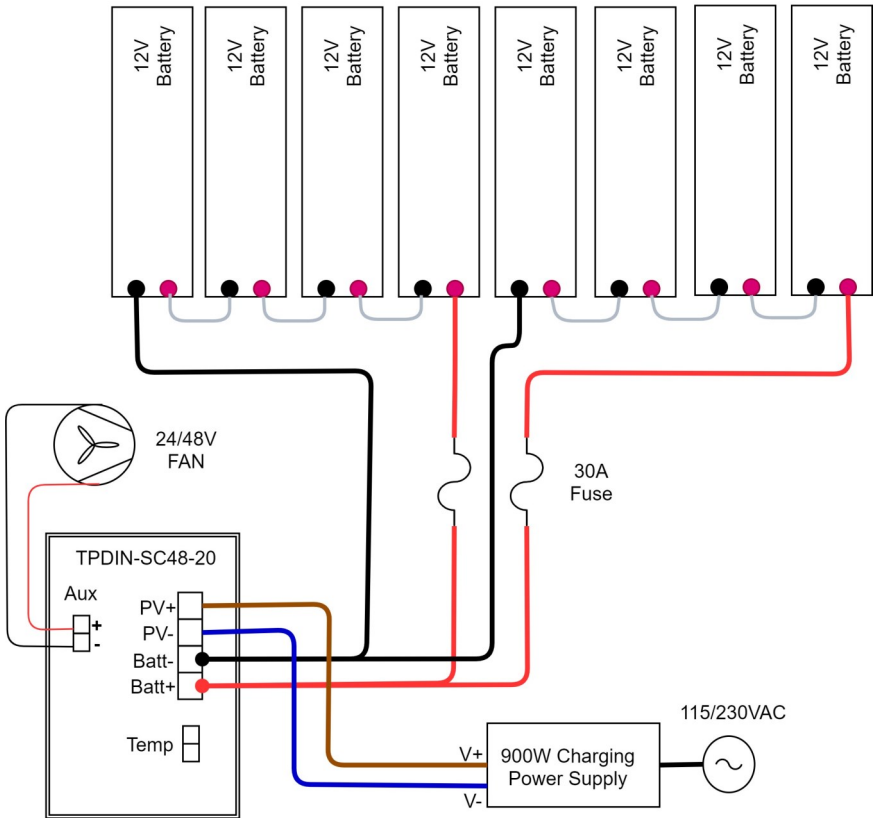 12V
Battery
12V
Battery
12V
Battery
12V
Battery
12V
Battery
12V
Battery
12V
Battery
12V
Battery
24/48V
FAN
30A
Fuse
TPDIN-SC48-20
Aux
+
-
PV+
PV-
Batt-
Batt+
Temp
115/230VAC
V+
V-
900W Charging
Power Supply